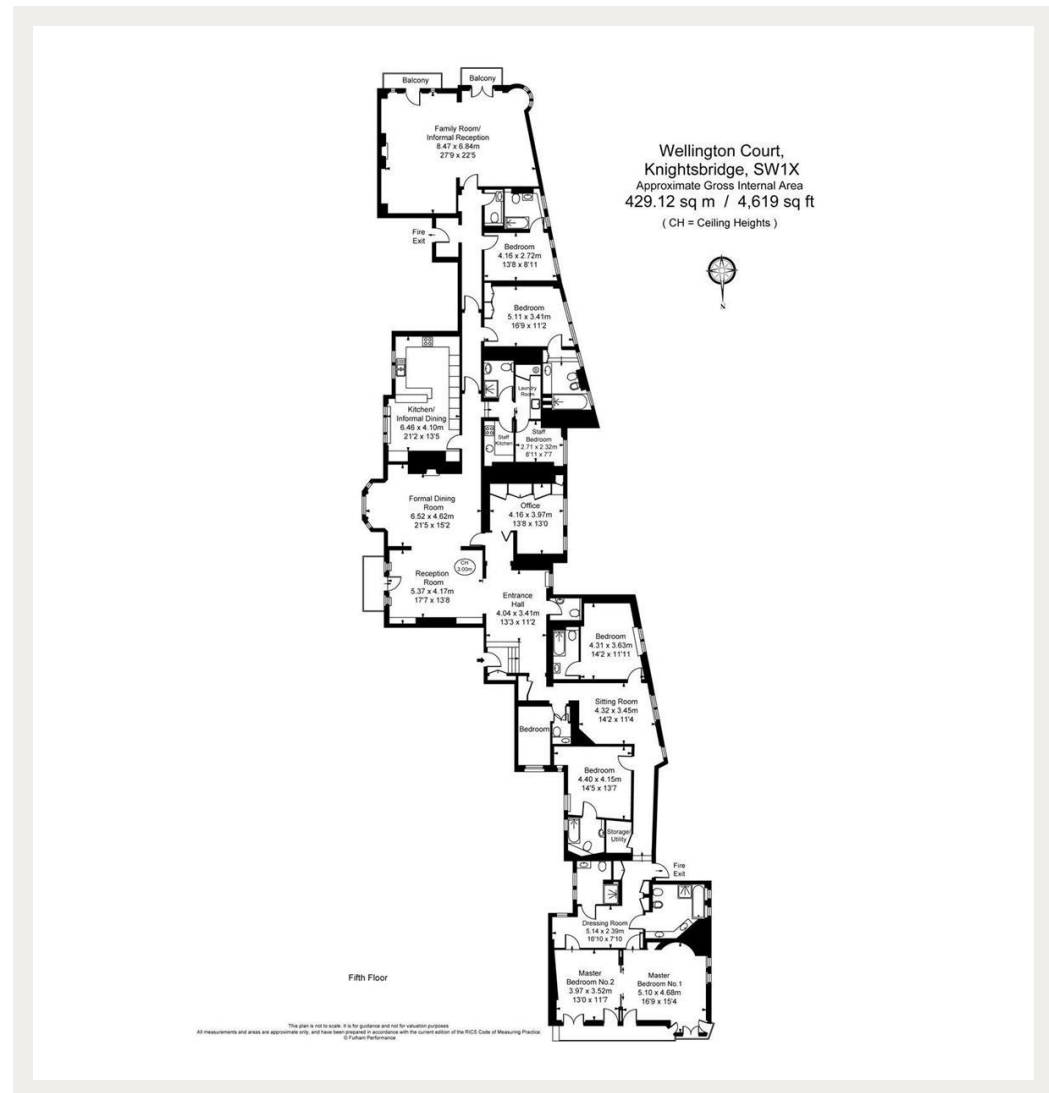 Balcony
Balcony
Family Room/
Informal Reception
8.47 x 6.84m
27'9 x 22'5
Wellington Court,
Knightsbridge, SW1X
Approximate Gross Internal Area
429.12 sq m / 4,619 sq ft
( CH = Ceiling Heights )
N
Fire
Exit
Bedroom
4.16 x 2.72m
13'8 x 8'11
Bedroom
5.11 x 3.41m
16'9 x 11'2
Kitchen/
Informal Dining
6.46 x 4.10m
21'2 x 13'5
Laundry
Room
Staff
Kitchen
Staff
Bedroom
2.71 x 2.32m
8'11 x 7'7
Formal Dining
Room
6.52 x 4.62m
21'5 x 15'2
Office
4.16 x 3.97m
13'8 x 13'0
CH
3.00m
Reception
Room
5.37 x 4.17m
17'7 x 13'8
Entrance
Hall
4.04 x 3.41m
13'3 x 11'2
Bedroom
4.31 x 3.63m
14'2 x 11'11
Sitting Room
4.32 x 3.45m
14'2 x 11'4
Bedroom
Bedroom
4.40 x 4.15m
14'5 x 13'7
Storage/
Utility
Fire
Exit
Dressing Room
5.14 x 2.39m
16'10 x 7'10
Master
Bedroom No.2
3.97 x 3.52m
13'0 x 11'7
Master
Bedroom No.1
5.10 x 4.68m
16'9 x 15'4
Fifth Floor
This plan is not to scale. It is for guidance and not for valuation purposes.
All measurements and areas are approximate only, and have been prepared in accordance with the current edition of the RICS Code of Measuring Practice.
© Fulham Performance